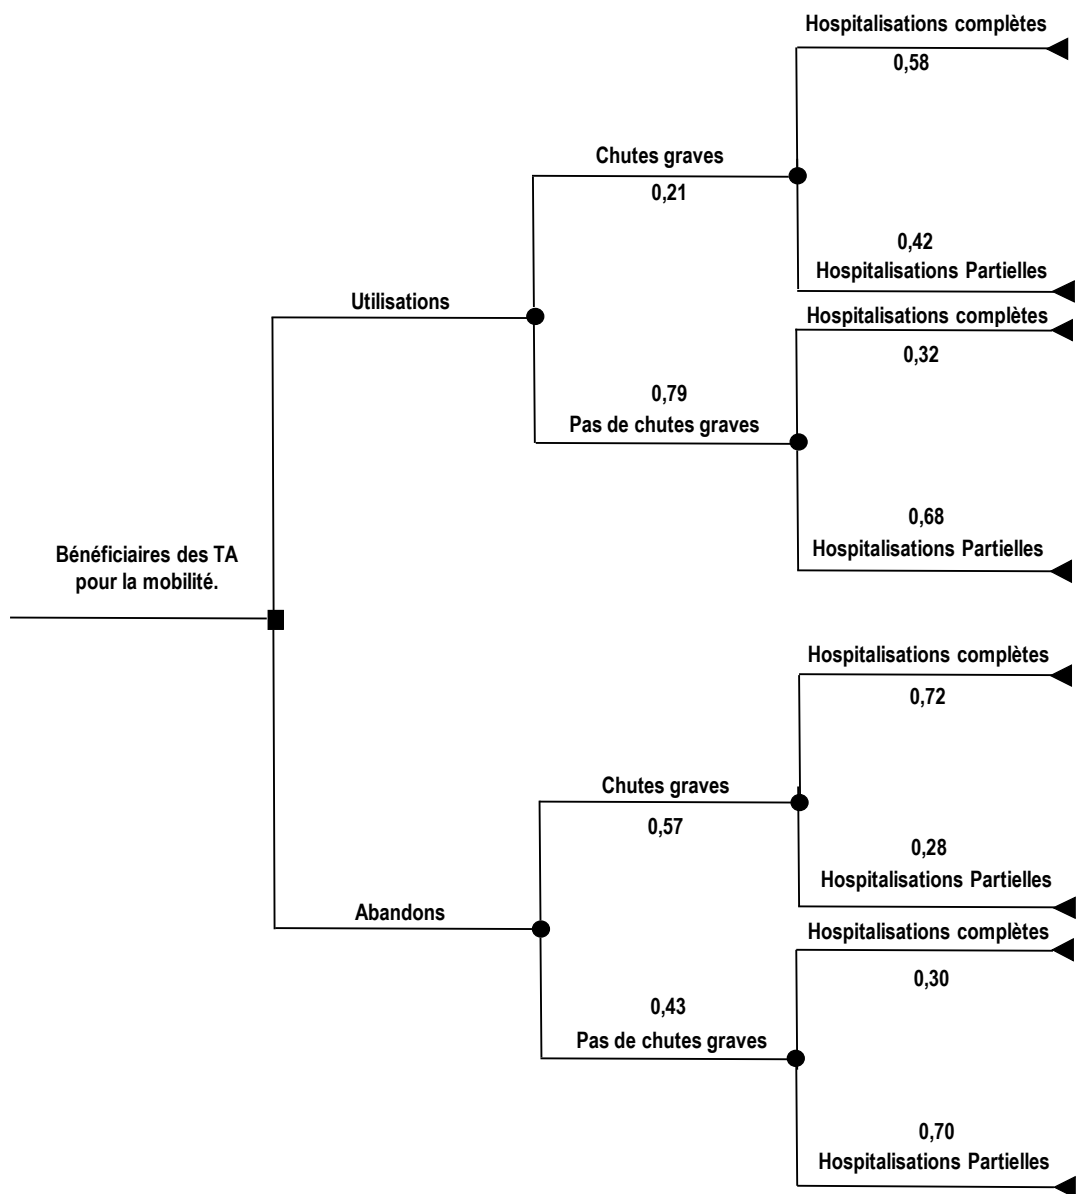 Hospitalisations complètes
0,58
Chutes graves
0,21
0,42
Hospitalisations Partielles
Utilisations
Hospitalisations complètes
0,32
0,79
Pas de chutes graves
0,68
Hospitalisations Partielles
Bénéficiaires des TA
pour la mobilité.
Hospitalisations complètes
0,72
Chutes graves
0,57
0,28
Hospitalisations Partielles
Abandons
Hospitalisations complètes
0,30
0,43
Pas de chutes graves
0,70
Hospitalisations Partielles